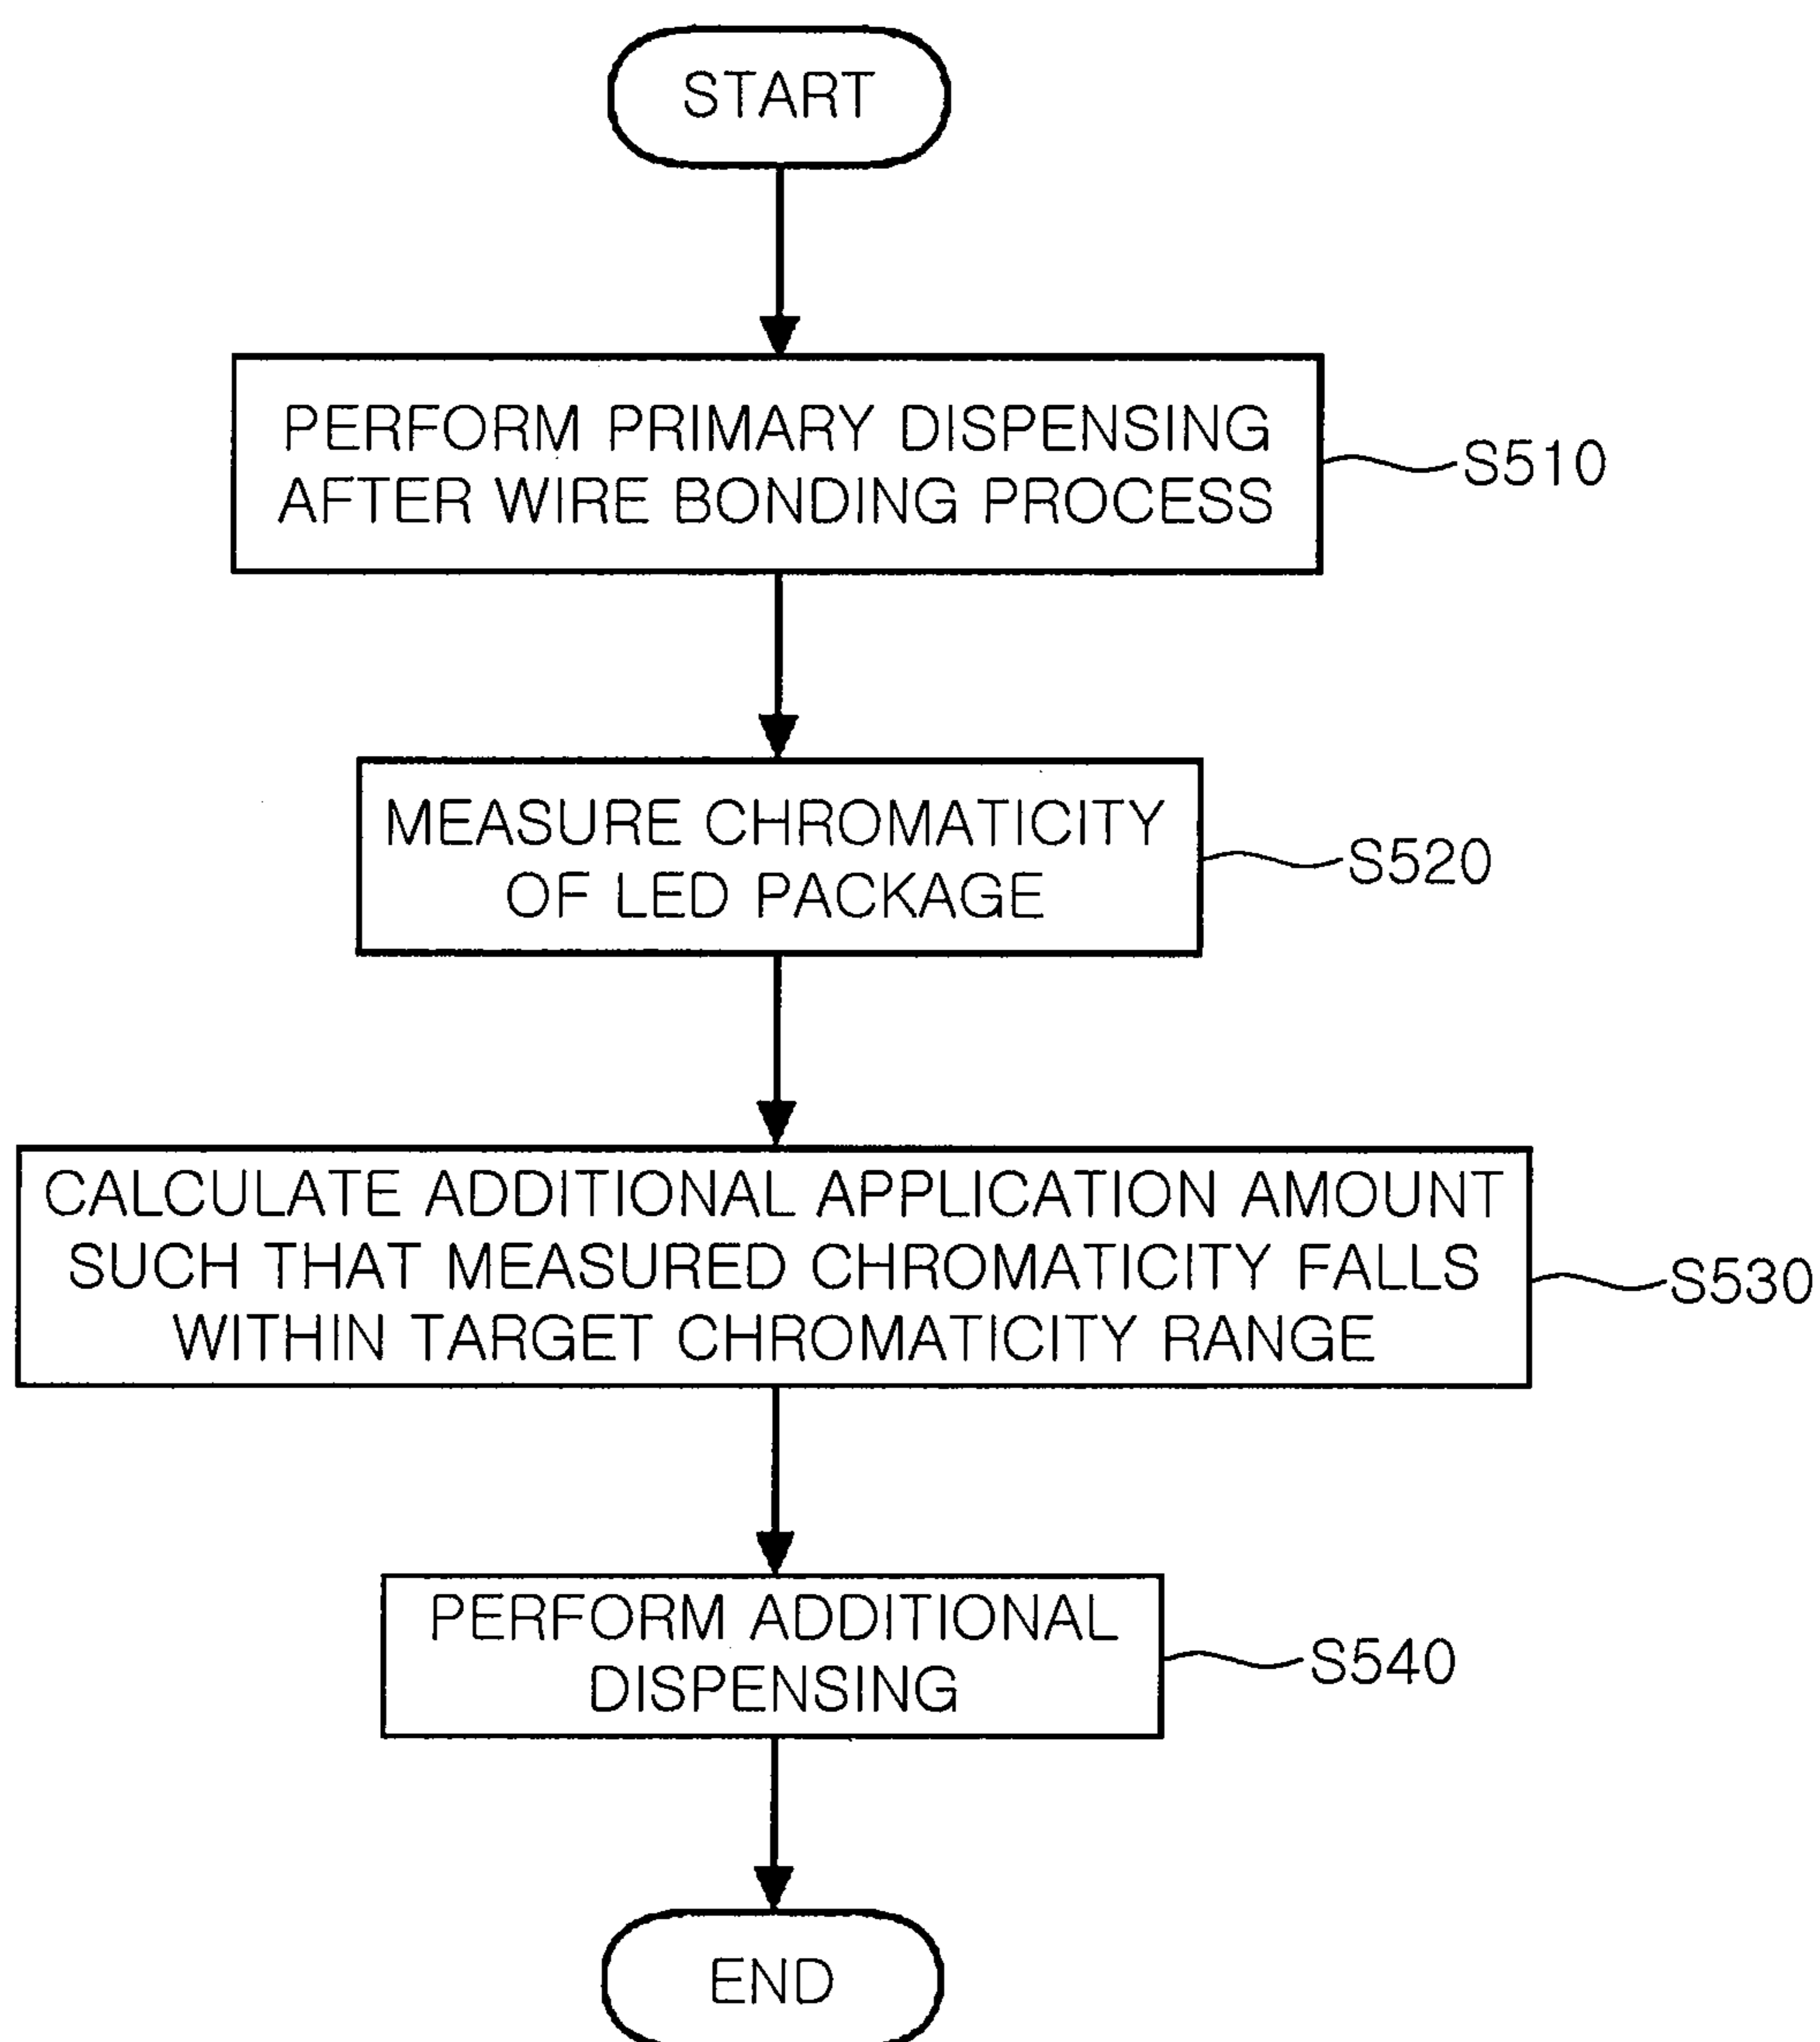 START
PERFORM PRIMARY DISPENSING
AFTER WIRE BONDING PROCESS
S510
MEASURE CHROMATICITY
OF LED PACKAGE
S520
CALCULATE ADDITIONAL APPLICATION AMOUNT
SUCH THAT MEASURED CHROMATICITY FALLS
WITHIN TARGET CHROMATICITY RANGE
S530
PERFORM ADDITIONAL
DISPENSING
S540
END